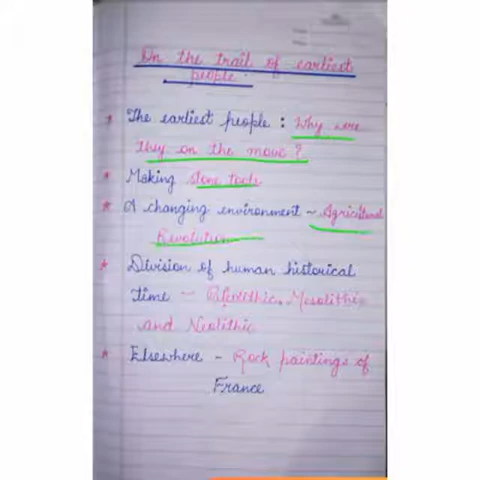 On the trail of earliest
people.
* The earliest people : Why were
they on the move ?
* Making stone tools
* A changing environment ~ Agricultural
Revolution
* Division of human historical
time ~ Paleolithic, Mesolithic
and Neolithic
* Elsewhere - Rock paintings of
France